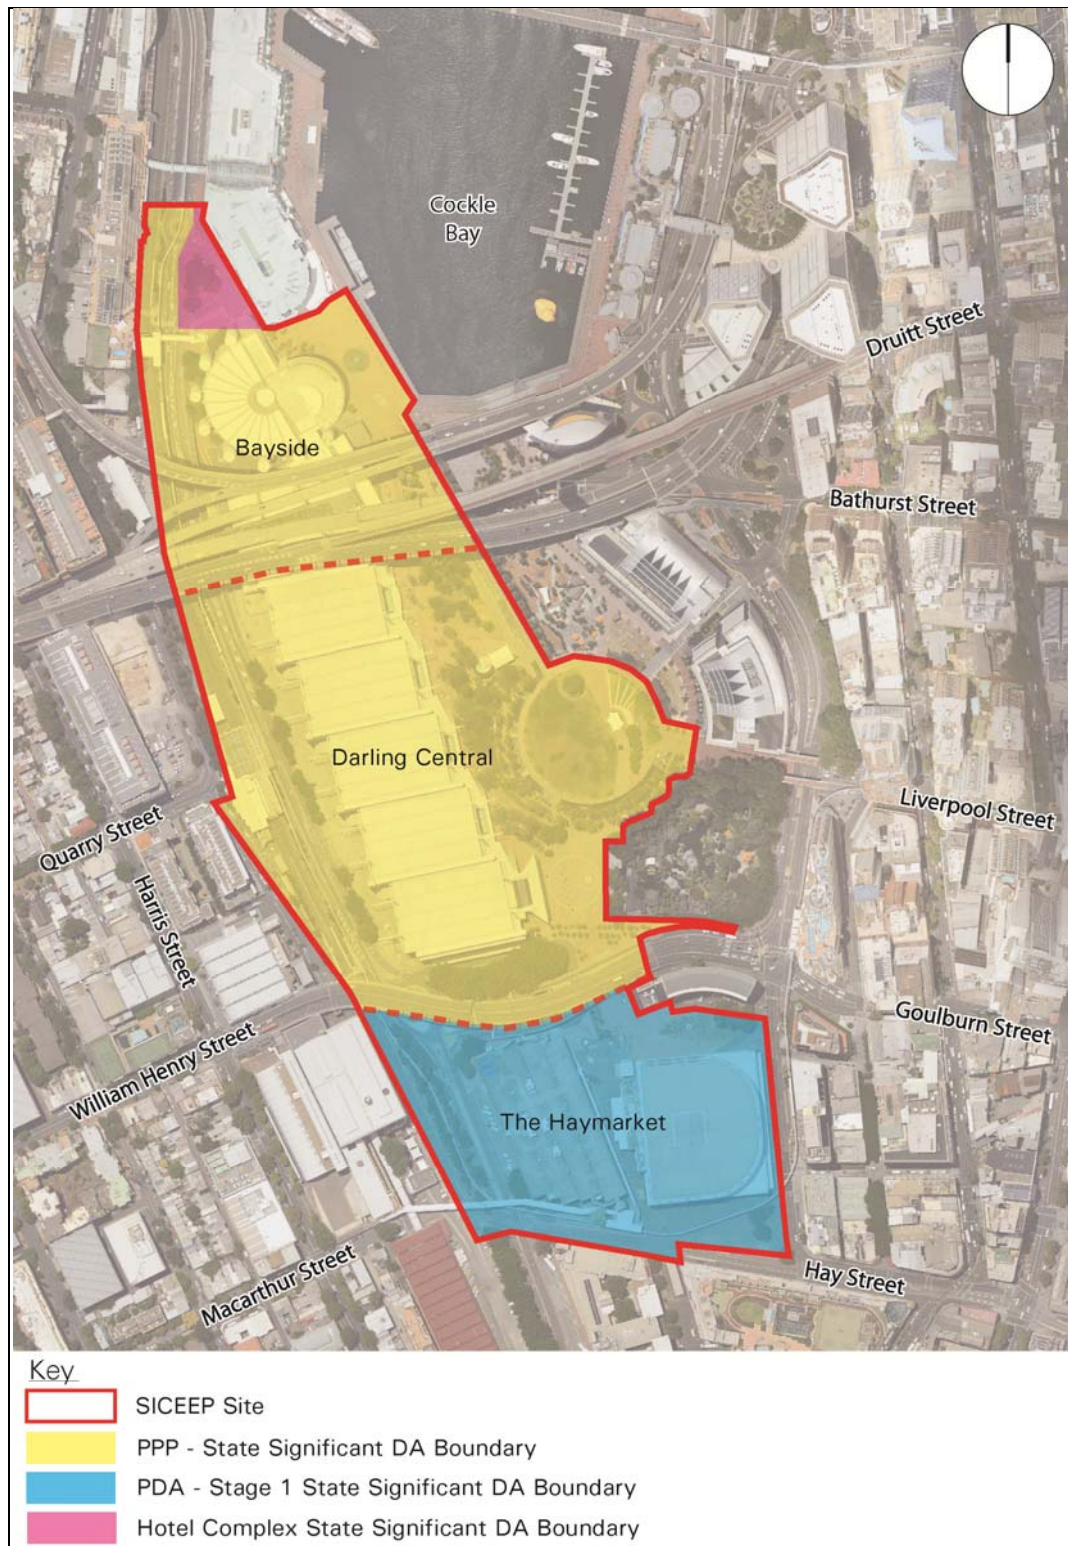 Cockle
Bay
Druitt Street
Bayside
Bathurst Street
Darling Central
Liverpool Street
Quarry Street
Harris Street
Goulburn Street
William Henry Street
The Haymarket
Hay Street
Macarthur Street
Key
SICEEP Site
PPP - State Significant DA Boundary
PDA - Stage 1 State Significant DA Boundary
Hotel Complex State Significant DA Boundary